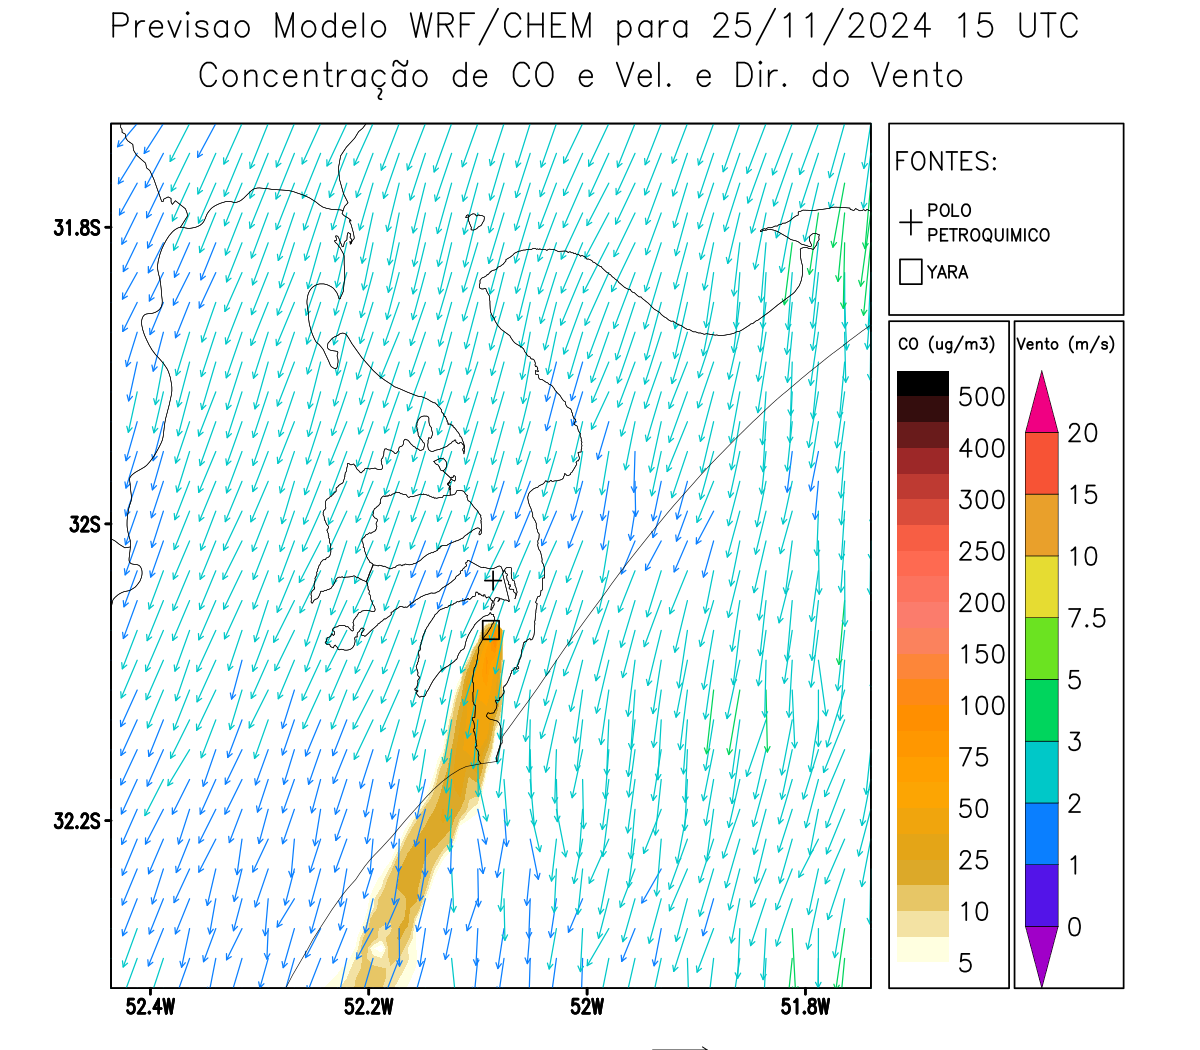 Previsao Modelo WRF/CHEM para 25/11/2024 15 UTC
Concentração de CO e Vel. e Dir. do Vento
FONTES:
POLO
PETROQUIMICO
YARA
CO (ug/m3)
500
400
300
250
200
150
100
75
50
25
10
5
Vento (m/s)
20
15
10
7.5
5
3
2
1
0
31.8S
32S
32.2S
52.4W
52.2W
52W
51.8W